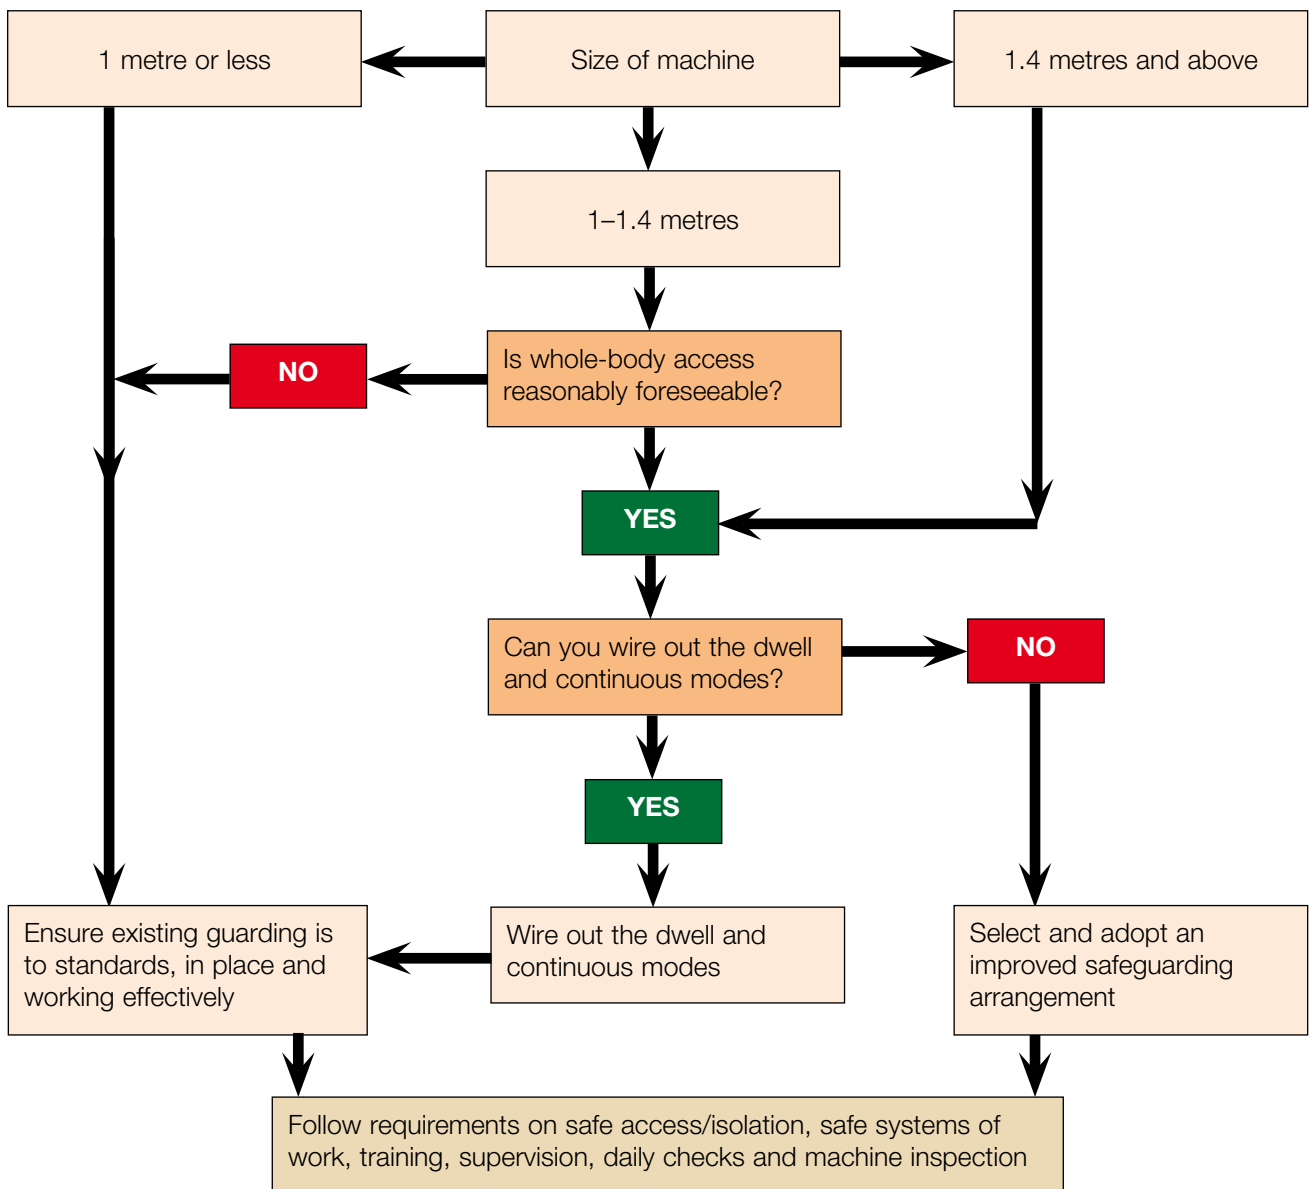 1 metre or less
Size of machine
1.4 metres and above
1–1.4 metres
Is whole-body access
reasonably foreseeable?
NO
YES
Can you wire out the dwell
and continuous modes?
NO
YES
Ensure existing guarding is
to standards, in place and
working effectively
Wire out the dwell and
continuous modes
Select and adopt an
improved safeguarding
arrangement
Follow requirements on safe access/isolation, safe systems of
work, training, supervision, daily checks and machine inspection